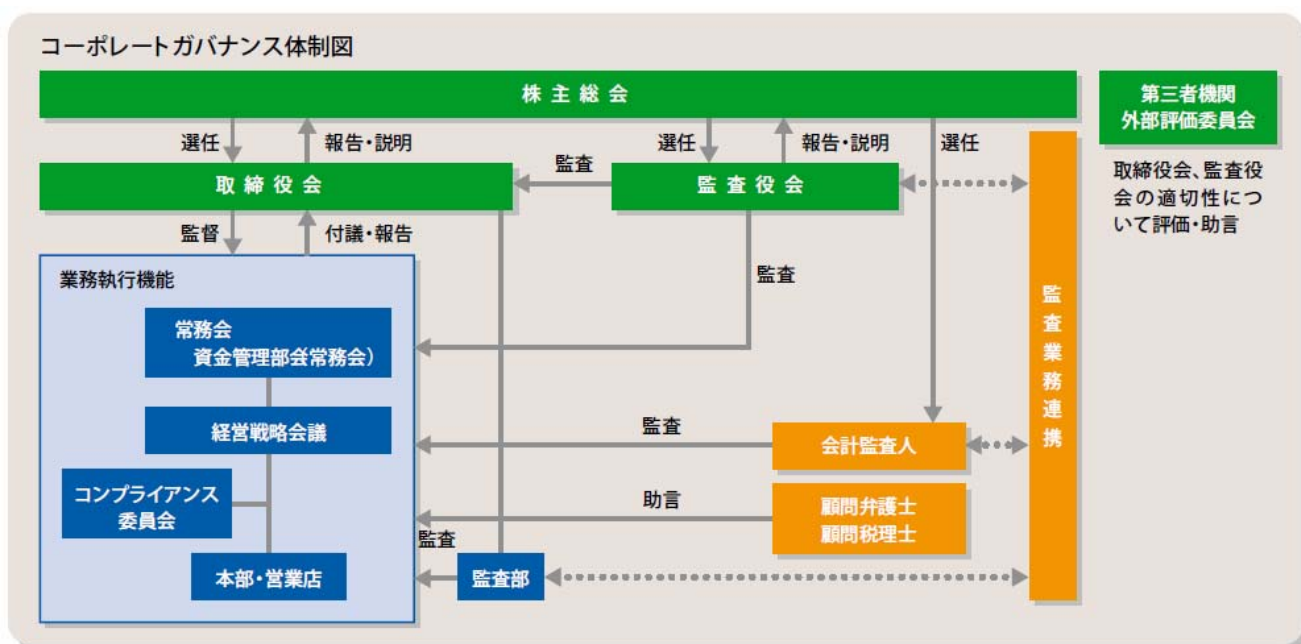 コーポレートガバナンス体制図
株主総会
第三者機関
外部評価委員会
取締役会、監査役
会の適切性につ
いて評価・助言
選任
報告・説明
選任
報告・説明
選任
取締役会
監査
監査役会
監督
付議・報告
監査
業務執行機能
常務会
資金管理部会(常務会)
経営戦略会議
監査
会計監査人
コンプライアンス
委員会
助言
顧問弁護士
顧問税理士
監査
本部・営業店
監査部
監査業務連携